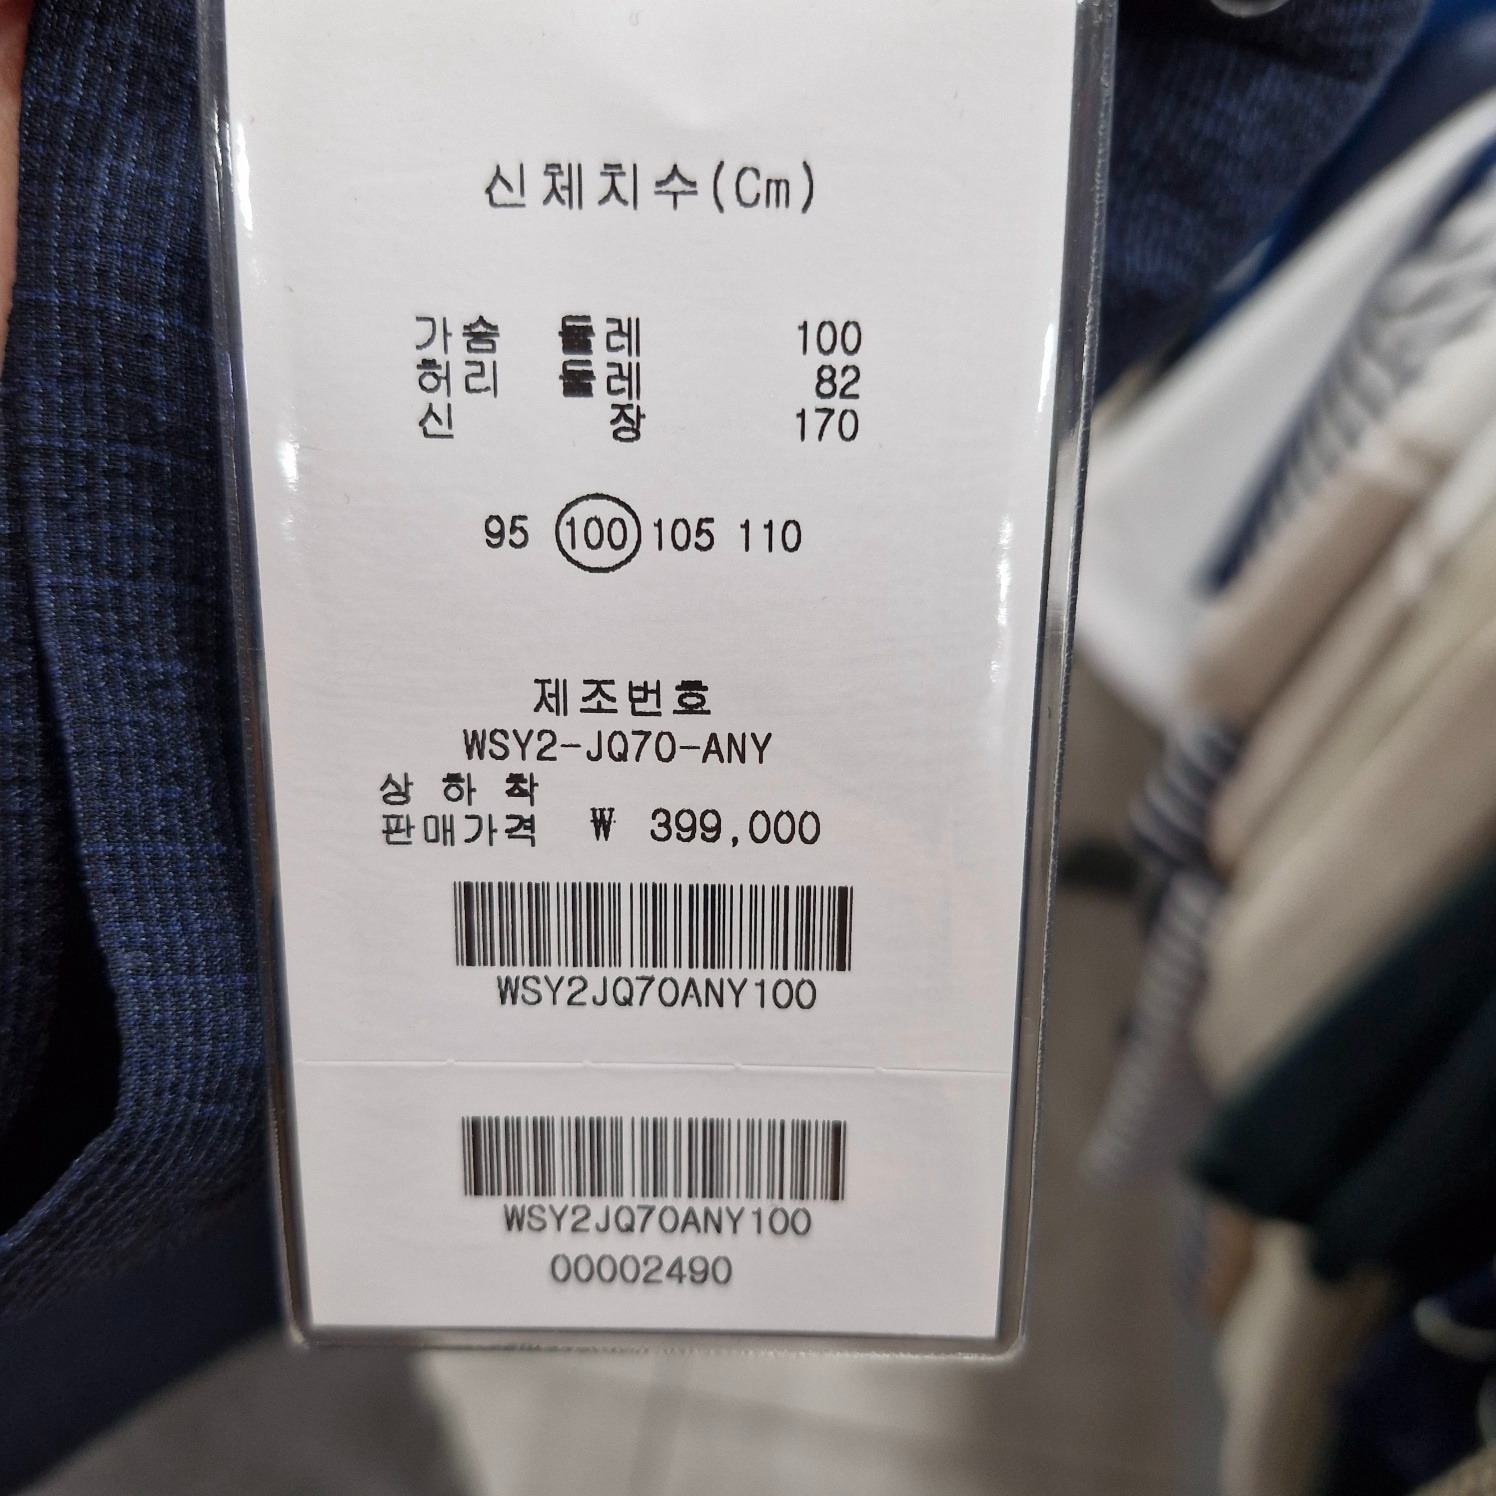 신체치수(Cm)
가슴 둘레 100
허리 둘레 82
신 장 170
95 100 105 110
제조번호
WSY2-JQ70-ANY
상 하 착
판매가격 ₩ 399,000
WSY2JQ70ANY100
WSY2JQ70ANY100
00002490